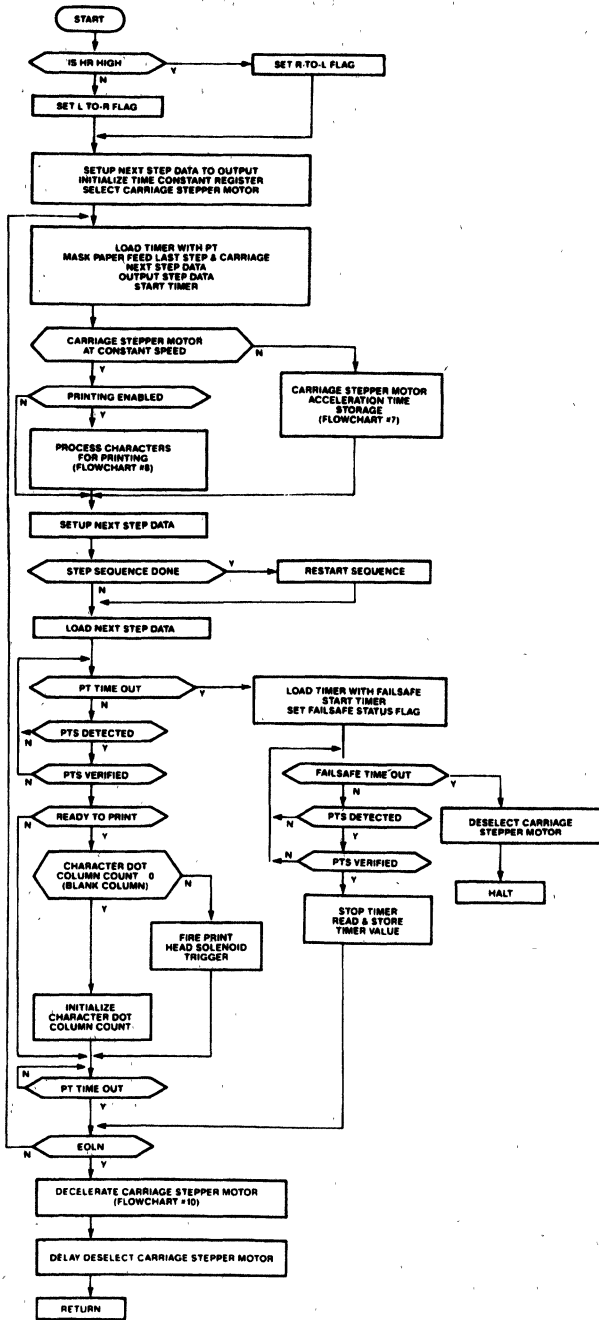 START
IS HR HIGH
Y
SET R-TO-L FLAG
N
SET L TO-R FLAG
SETUP NEXT STEP DATA TO OUTPUT
INITIALIZE TIME CONSTANT REGISTER
SELECT CARRIAGE STEPPER MOTOR
LOAD TIMER WITH PT
MASK PAPER FEED LAST STEP & CARRIAGE
NEXT STEP DATA
OUTPUT STEP DATA
START TIMER
CARRIAGE STEPPER MOTOR
AT CONSTANT SPEED
N
Y
N
PRINTING ENABLED
Y
CARRIAGE STEPPER MOTOR
ACCELERATION TIME
STORAGE
(FLOWCHART #7)
PROCESS CHARACTERS
FOR PRINTING
(FLOWCHART #8)
SETUP NEXT STEP DATA
STEP SEQUENCE DONE
Y
RESTART SEQUENCE
N
LOAD NEXT STEP DATA
PT TIME OUT
Y
N
LOAD TIMER WITH FAILSAFE
START TIMER
SET FAILSAFE STATUS FLAG
PTS DETECTED
N
Y
PTS VERIFIED
N
Y
FAILSAFE TIME OUT
Y
N
READY TO PRINT
N
Y
PTS DETECTED
N
Y
DESELECT CARRIAGE
STEPPER MOTOR
CHARACTER DOT
COLUMN COUNT 0
(BLANK COLUMN)
N
Y
PTS VERIFIED
N
Y
HALT
STOP TIMER
READ & STORE
TIMER VALUE
FIRE PRINT
HEAD SOLENOID
TRIGGER
INITIALIZE
CHARACTER DOT
COLUMN COUNT
N
PT TIME OUT
Y
EOLN
N
Y
DECELERATE CARRIAGE STEPPER MOTOR
(FLOWCHART #10)
DELAY DESELECT CARRIAGE STEPPER MOTOR
RETURN